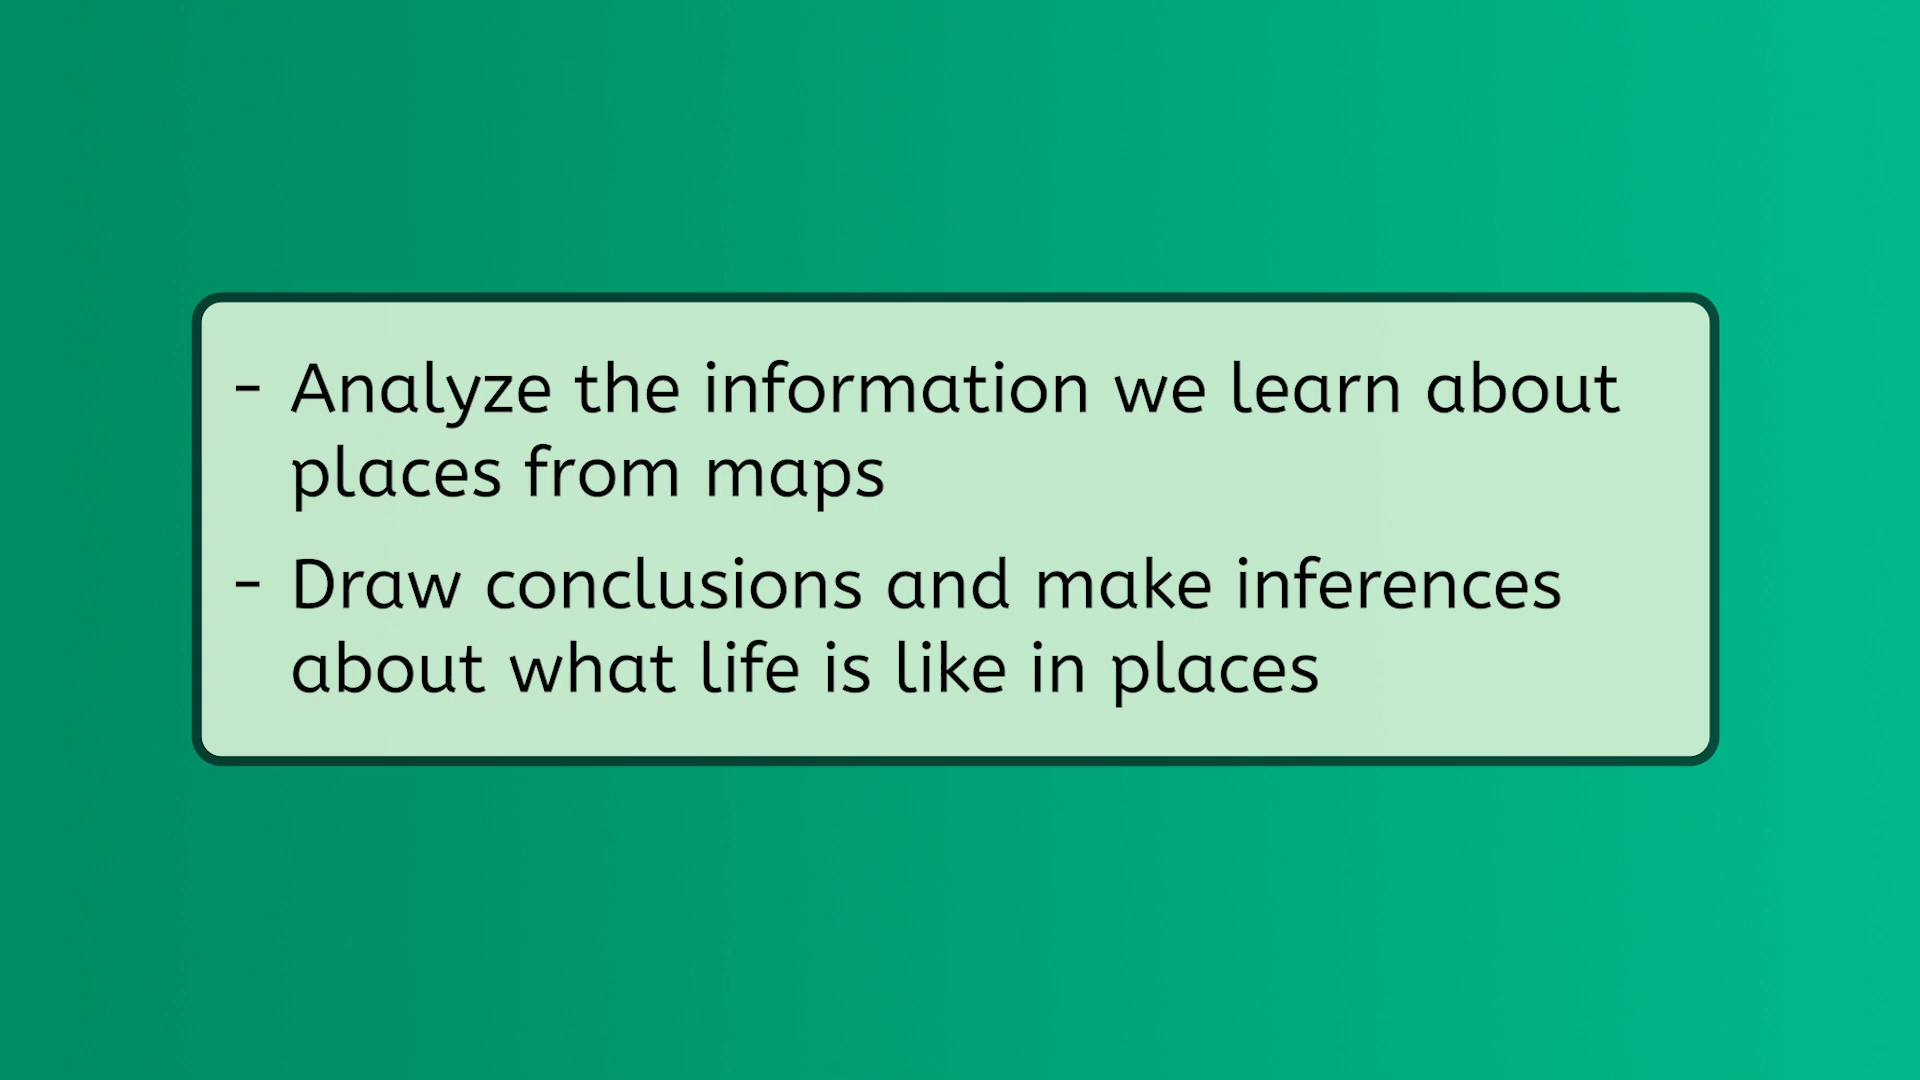 - Analyze the information we learn about
places from maps
- Draw conclusions and make inferences
about what life is like in places